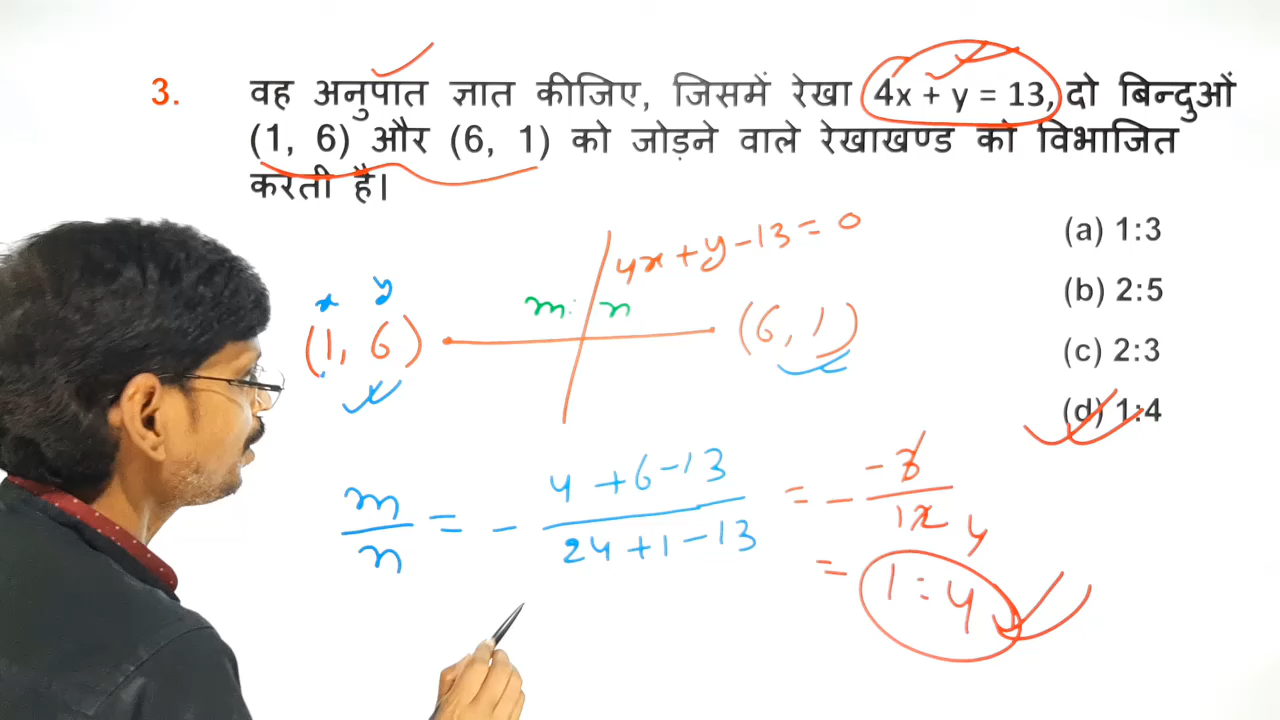 3. वह अनुपात ज्ञात कीजिए, जिसमें रेखा 4x + y = 13, दो बिन्दुओं
(1, 6) और (6, 1) को जोड़ने वाले रेखाखण्ड को विभाजित
करती है।
(a) 1:3
(b) 2:5
(c) 2:3
(d) 1:4
4x + y - 13 = 0
x y
m : n
(1, 6) (6, 1)
m/n = - (4 + 6 - 13)/(24 + 1 - 13) = - (-3)/12
4
= 1 : 4